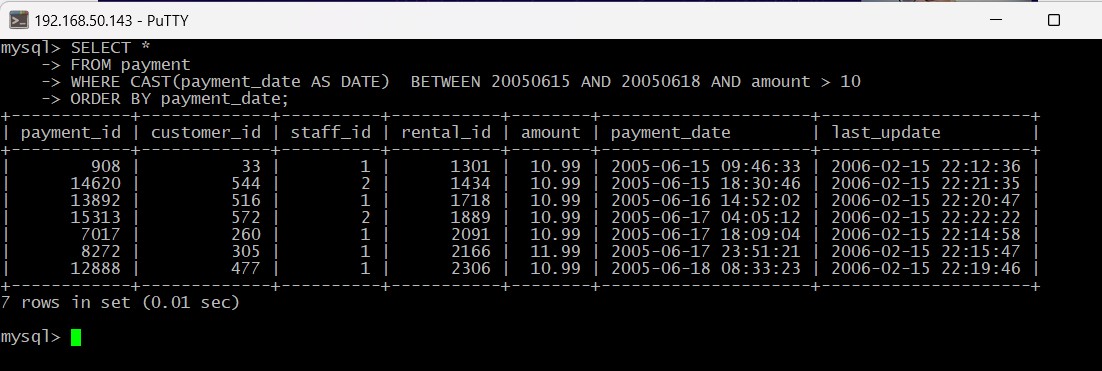 192.168.50.143 - PuTTY
mysql> SELECT *
    -> FROM payment
    -> WHERE CAST(payment_date AS DATE)  BETWEEN 20050615 AND 20050618 AND amount > 10
    -> ORDER BY payment_date;
+------------+-------------+----------+-----------+--------+---------------------+---------------------+
| payment_id | customer_id | staff_id | rental_id | amount | payment_date        | last_update         |
+------------+-------------+----------+-----------+--------+---------------------+---------------------+
|        908 |          33 |        1 |      1301 |  10.99 | 2005-06-15 09:46:33 | 2006-02-15 22:12:36 |
|      14620 |         544 |        2 |      1434 |  10.99 | 2005-06-15 18:30:46 | 2006-02-15 22:21:35 |
|      13892 |         516 |        1 |      1718 |  10.99 | 2005-06-16 14:52:02 | 2006-02-15 22:20:47 |
|      15313 |         572 |        2 |      1889 |  10.99 | 2005-06-17 04:05:12 | 2006-02-15 22:22:22 |
|       7017 |         260 |        1 |      2091 |  10.99 | 2005-06-17 18:09:04 | 2006-02-15 22:14:58 |
|       8272 |         305 |        1 |      2166 |  11.99 | 2005-06-17 23:51:21 | 2006-02-15 22:15:47 |
|      12888 |         477 |        1 |      2306 |  10.99 | 2005-06-18 08:33:23 | 2006-02-15 22:19:46 |
+------------+-------------+----------+-----------+--------+---------------------+---------------------+
7 rows in set (0.01 sec)
mysql>